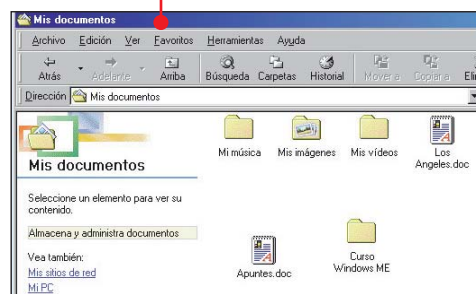 Mis documentos
Archivo Edición Ver Favoritos Herramientas Ayuda
Atrás Adelante Arriba Búsqueda Carpetas Historial Mover a Copiar a
Dirección Mis documentos
Mi música Mis imágenes Mis vídeos Los Angeles.doc
Mis documentos
Seleccione un elemento para ver su
contenido.
Almacena y administra documentos
Vea también:
Mis sitios de red
Mi PC
Apuntes.doc Curso Windows ME